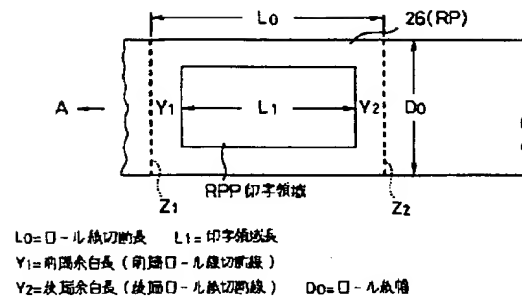 L0
26(RP)
A
Y1
L1
Y2
D0
RPP 印字領域
Z1
Z2
L0=ロール紙切断長 L1=印字領域長
Y1=前端余白長(前端ロール紙切断線)
Y2=後端余白長(後端ロール紙切断線) D0=ロール紙幅